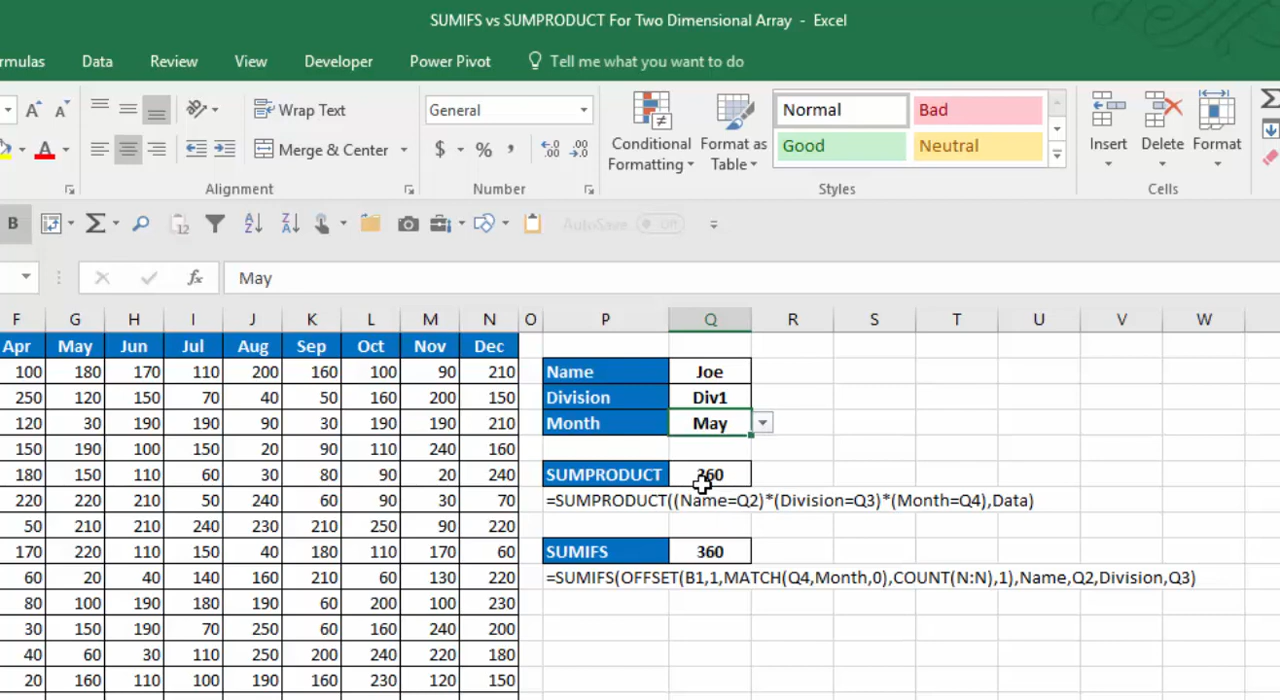 SUMIFS vs SUMPRODUCT For Two Dimensional Array - Excel
rmulas Data Review View Developer Power Pivot Tell me what you want to do
A A Wrap Text General Conditional Formatting Format as Table Normal Bad Insert Delete Format
A Merge & Center $ % , .00 Good Neutral
Alignment Number Styles Cells
B Σ 12 AutoSave Off
fx May
F G H I J K L M N O P Q R S T U V W
Apr May Jun Jul Aug Sep Oct Nov Dec
100 180 170 110 200 160 100 90 210 Name Joe
250 120 150 70 40 50 160 200 150 Division Div1
120 30 190 190 90 30 190 190 210 Month May
150 190 100 150 20 90 110 240 160
180 150 110 60 30 80 90 20 240 SUMPRODUCT 360
220 220 210 50 240 60 90 30 70 =SUMPRODUCT((Name=Q2)*(Division=Q3)*(Month=Q4),Data)
50 210 210 240 230 210 250 90 220
170 220 110 150 40 180 110 170 60 SUMIFS 360
60 20 40 140 160 210 60 130 220 =SUMIFS(OFFSET(B1,1,MATCH(Q4,Month,0),COUNT(N:N),1),Name,Q2,Division,Q3)
80 100 190 180 190 60 200 100 230
30 150 190 70 250 60 160 240 200
40 60 30 110 250 200 240 220 180
20 160 110 100 190 160 230 120 150